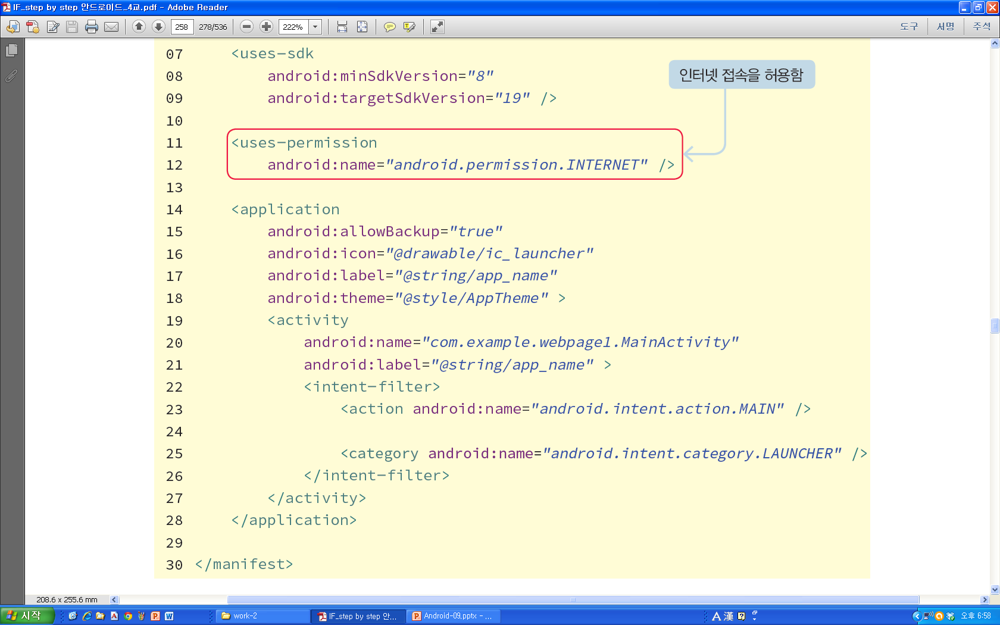 IF_step by step 안드로이드_4교.pdf - Adobe Reader
258 278/536 222% 도구 서명 주석
07 <uses-sdk
08 android:minSdkVersion="8"
인터넷 접속을 허용함
09 android:targetSdkVersion="19" />
10
11 <uses-permission
12 android:name="android.permission.INTERNET" />
13
14 <application
15 android:allowBackup="true"
16 android:icon="@drawable/ic_launcher"
17 android:label="@string/app_name"
18 android:theme="@style/AppTheme" >
19 <activity
20 android:name="com.example.webpage1.MainActivity"
21 android:label="@string/app_name" >
22 <intent-filter>
23 <action android:name="android.intent.action.MAIN" />
24
25 <category android:name="android.intent.category.LAUNCHER" />
26 </intent-filter>
27 </activity>
28 </application>
29
30 </manifest>
208.6 x 255.6 mm
시작 work-2 IF_step by step 안... Android-09.pptx - ... A 漢 오후 6:58